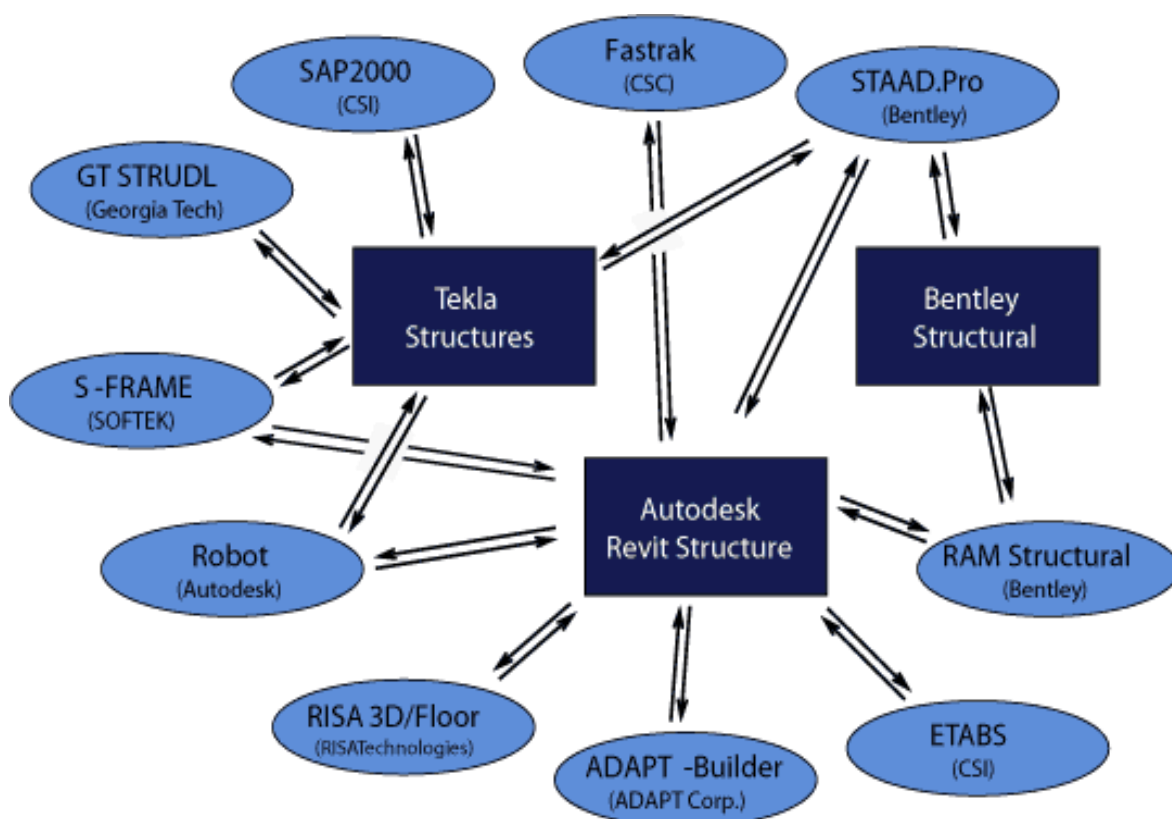 SAP2000
(CSI)
Fastrak
(CSC)
STAAD.Pro
(Bentley)
GT STRUDL
(Georgia Tech)
Tekla
Structures
Bentley
Structural
S -FRAME
(SOFTEK)
Autodesk
Revit Structure
Robot
(Autodesk)
RAM Structural
(Bentley)
RISA 3D/Floor
(RISATechnologies)
ADAPT -Builder
(ADAPT Corp.)
ETABS
(CSI)